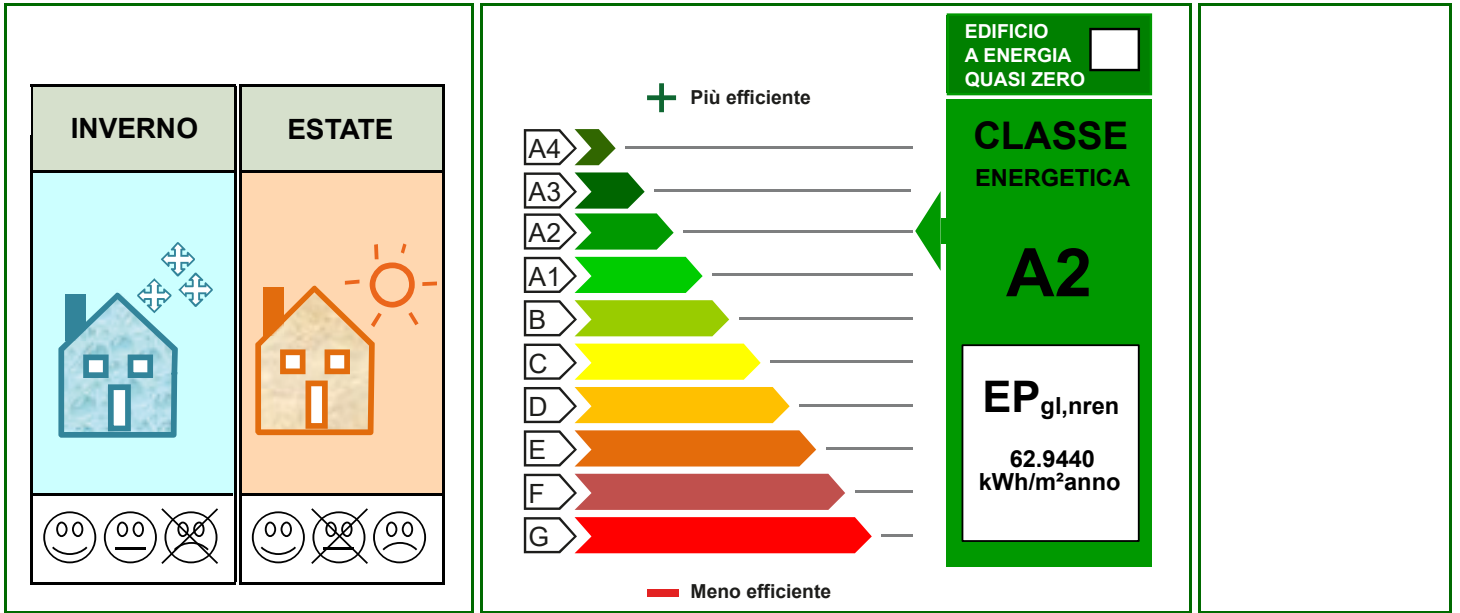 INVERNO
ESTATE
Più efficiente
A4
A3
A2
A1
B
C
D
E
F
G
Meno efficiente
EDIFICIO
A ENERGIA
QUASI ZERO
CLASSE
ENERGETICA
A2
EPgl,nren
62.9440
kWh/m²anno